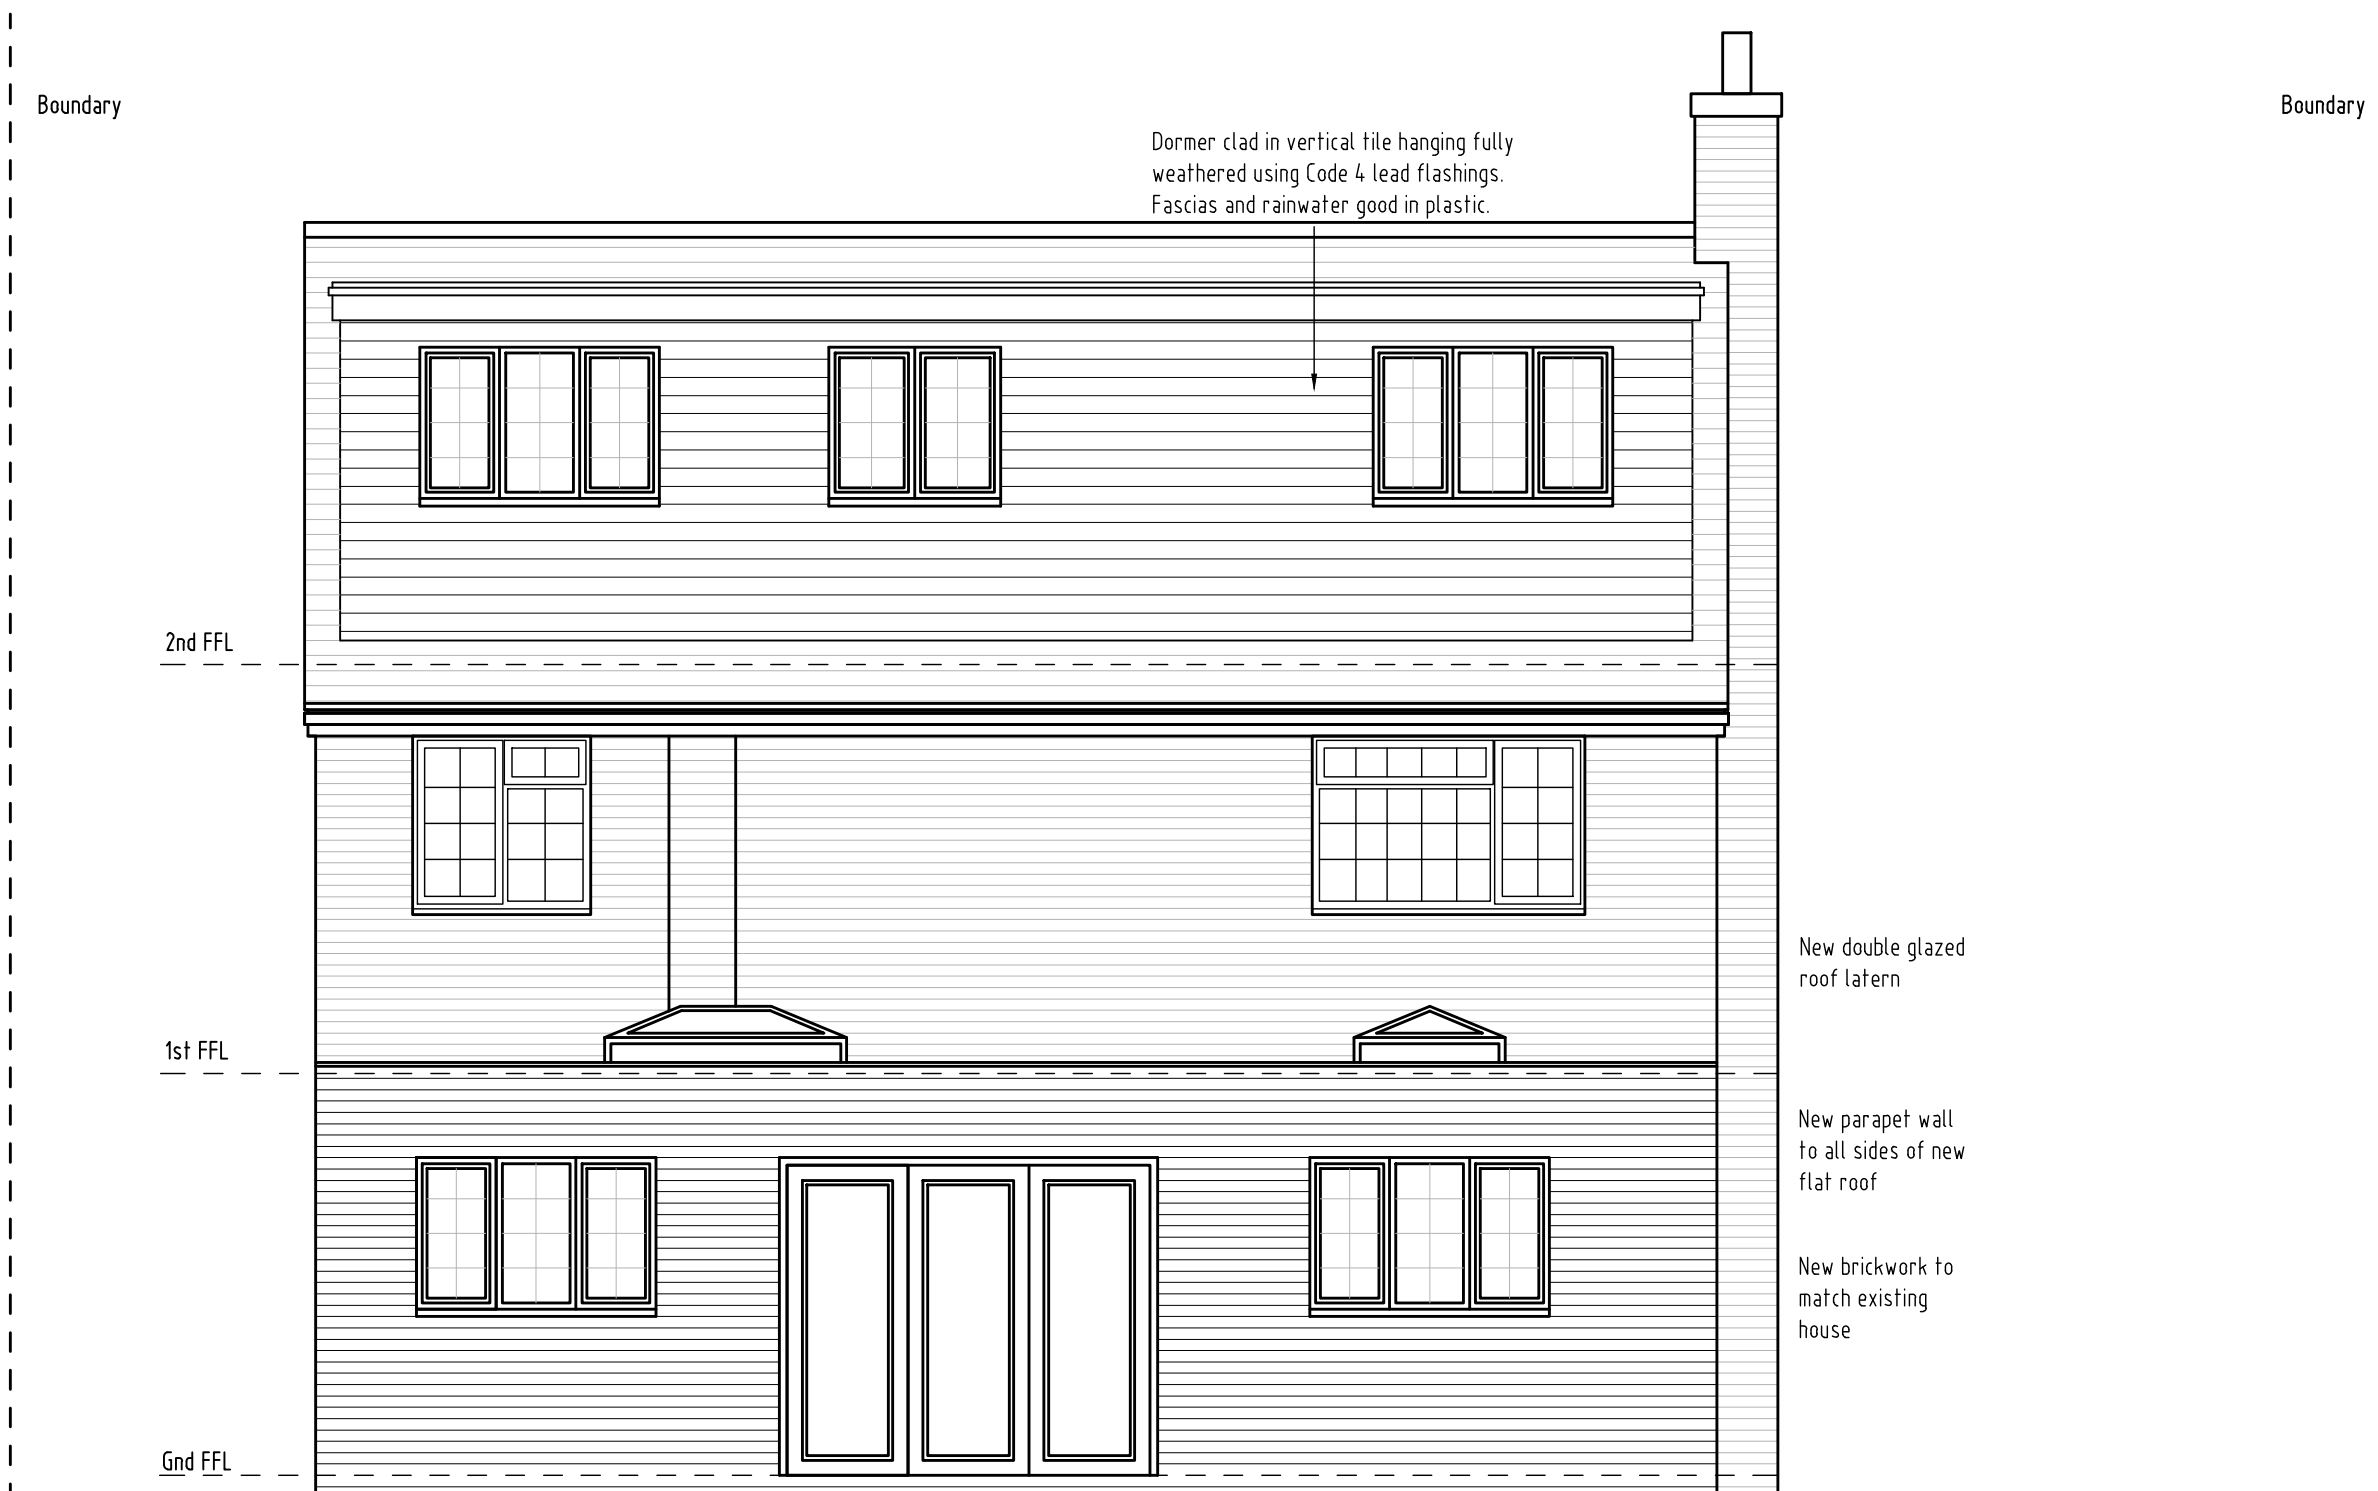 Boundary
Boundary
Dormer clad in vertical tile hanging fully
weathered using Code 4 lead flashings.
Fascias and rainwater good in plastic.
2nd FFL
New double glazed
roof latern
1st FFL
New parapet wall
to all sides of new
flat roof
New brickwork to
match existing
house
Gnd FFL